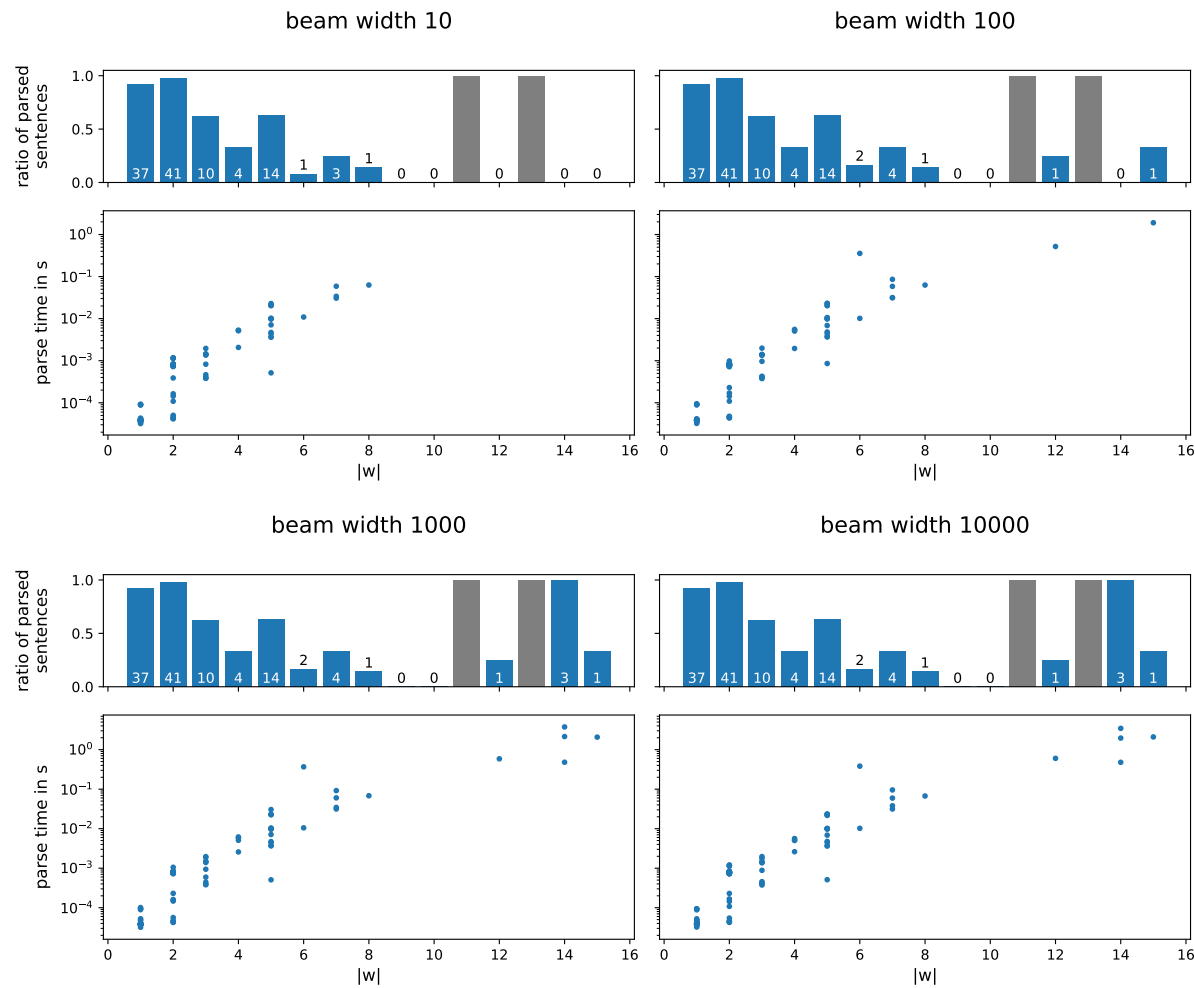 beam width 10
beam width 100
ratio of parsed
sentences
1.0
0.5
0.0
37 41 10 4 14 1 3 1 0 0 0 0 0
37 41 10 4 14 2 4 1 0 0 1 0 1
parse time in s
10^0
10^-1
10^-2
10^-3
10^-4
0 2 4 6 8 10 12 14 16
|w|
0 2 4 6 8 10 12 14 16
|w|
beam width 1000
beam width 10000
ratio of parsed
sentences
1.0
0.5
0.0
37 41 10 4 14 2 4 1 0 0 1 3 1
37 41 10 4 14 2 4 1 0 0 1 3 1
parse time in s
10^0
10^-1
10^-2
10^-3
10^-4
0 2 4 6 8 10 12 14 16
|w|
0 2 4 6 8 10 12 14 16
|w|